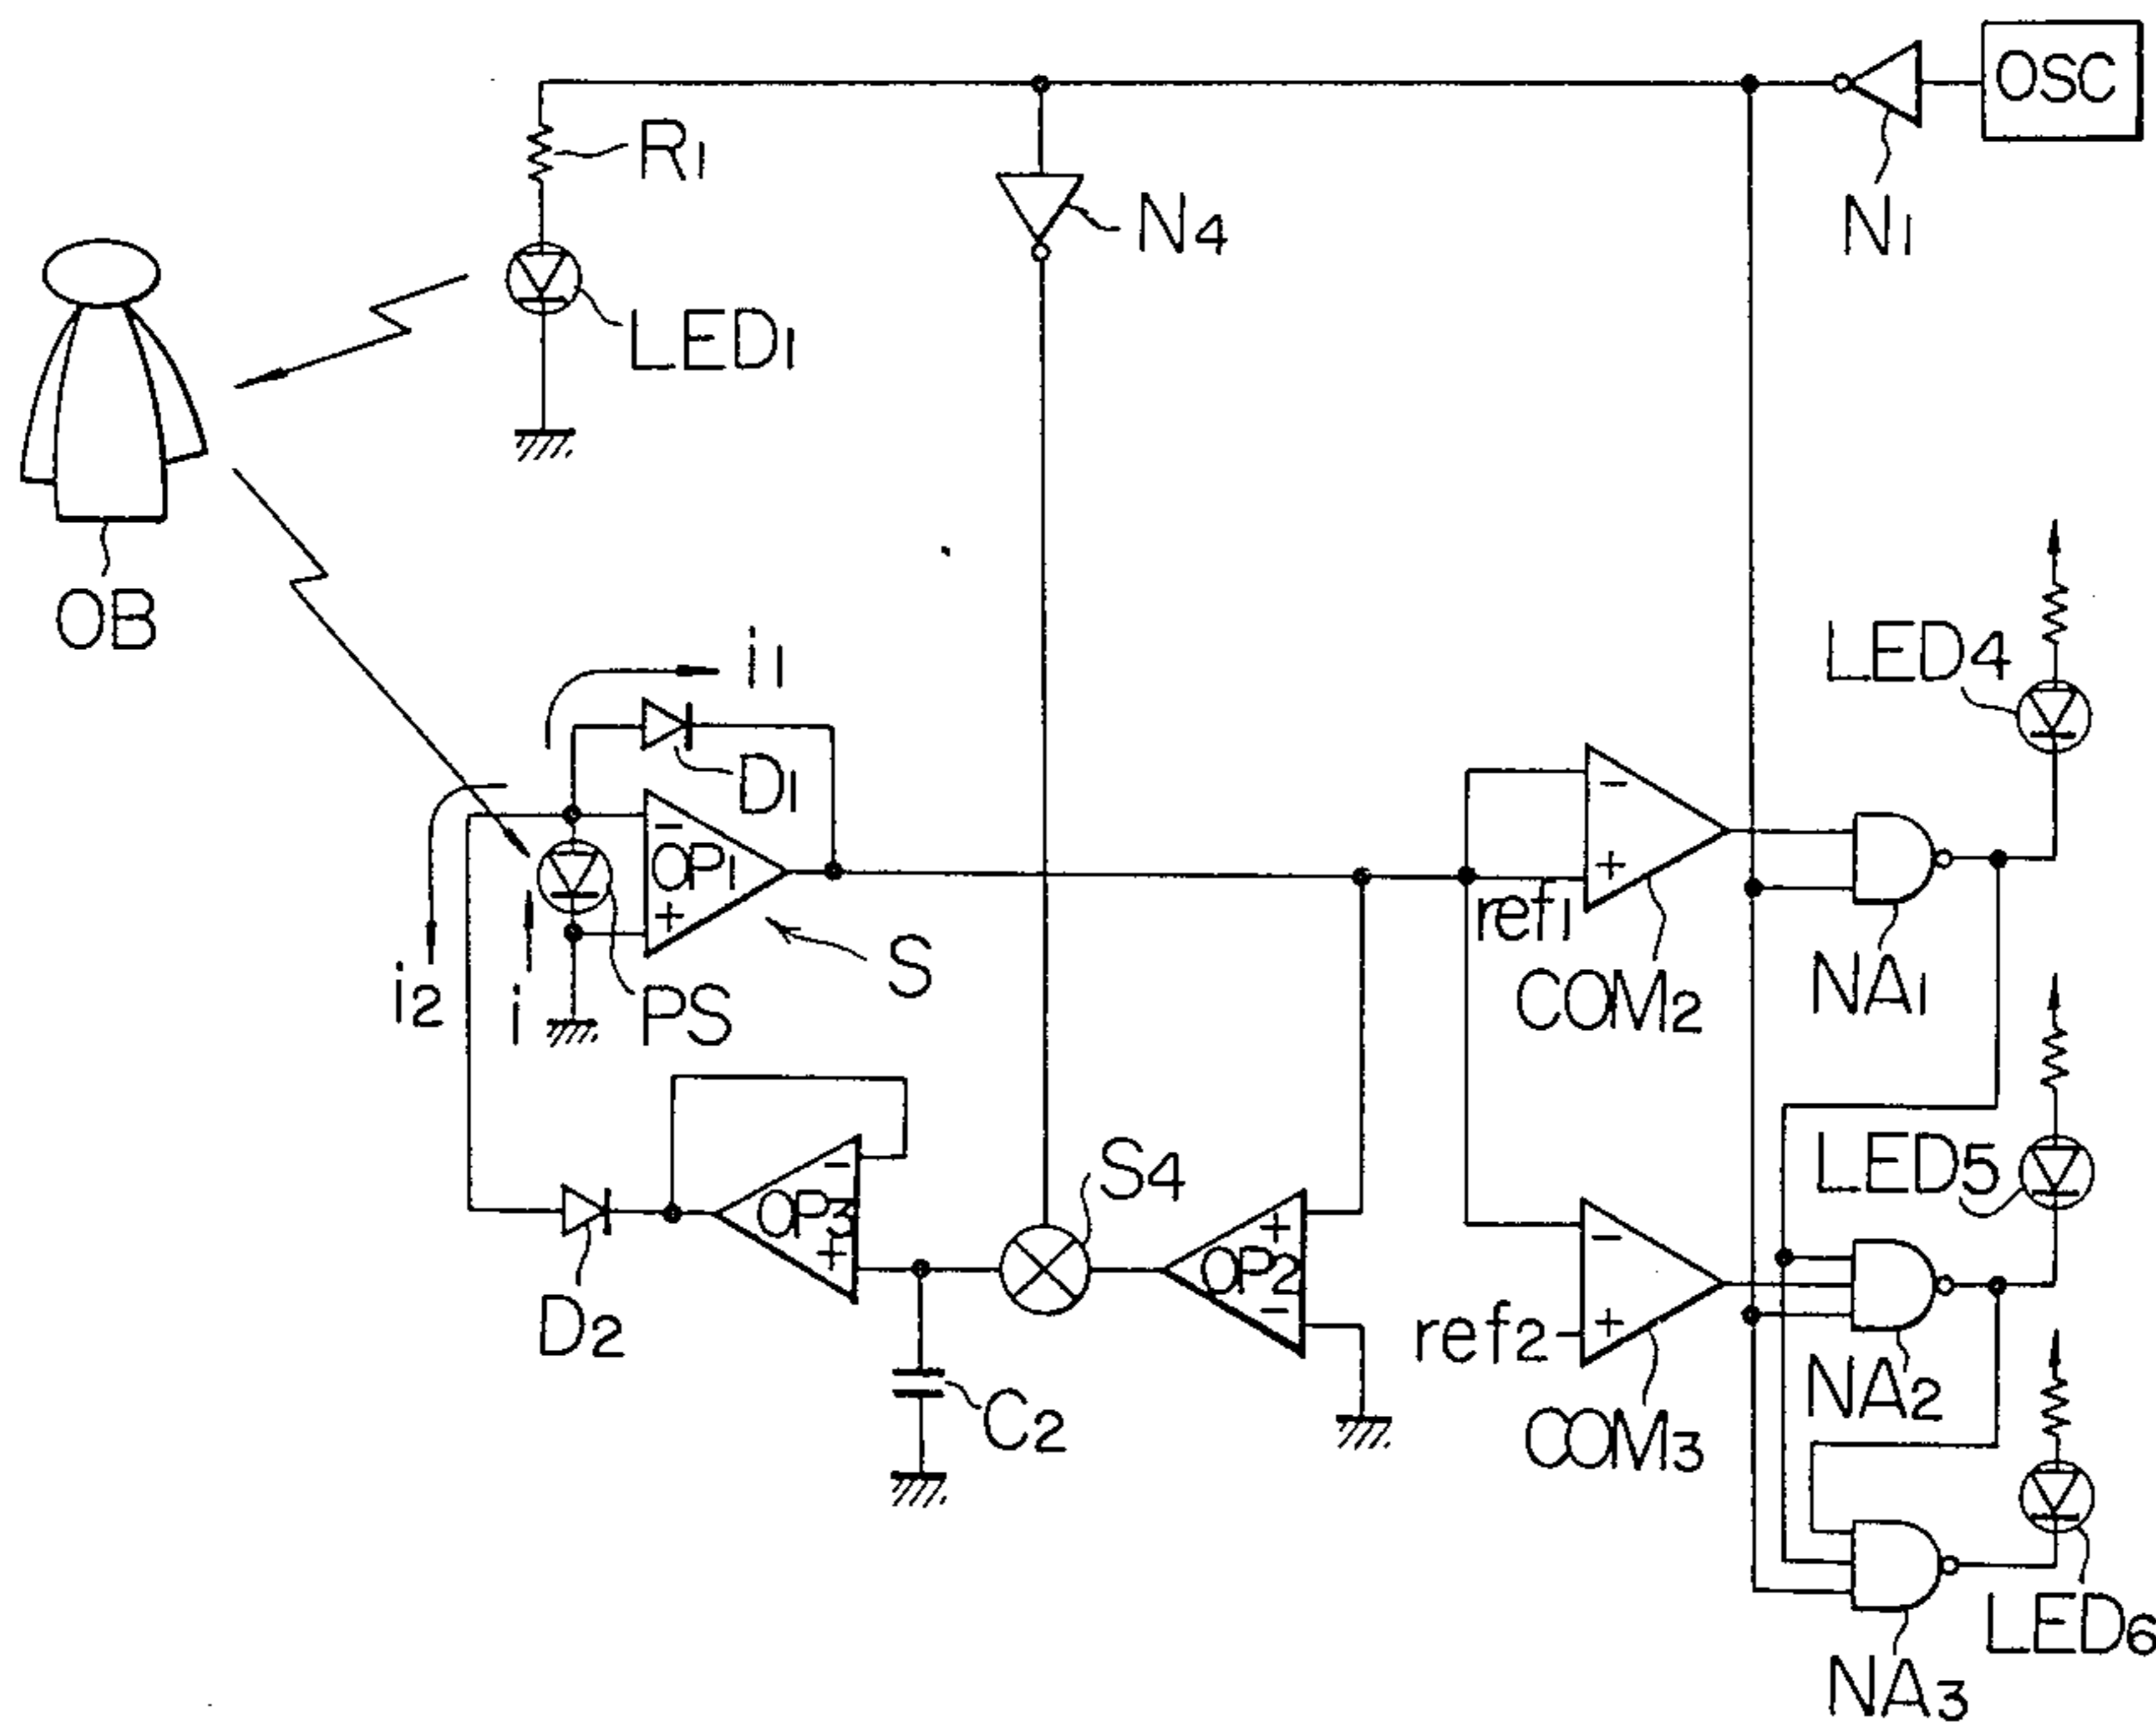 OSC
R1
N4
N1
LED1
OB
i1
LED4
D1
−
OP1
+
−
+
ref1
S
i2
i
PS
COM2
NA1
LED5
S4
−
OP3
+
+
OP2
−
−
+
ref2
D2
C2
COM3
NA2
LED6
NA3